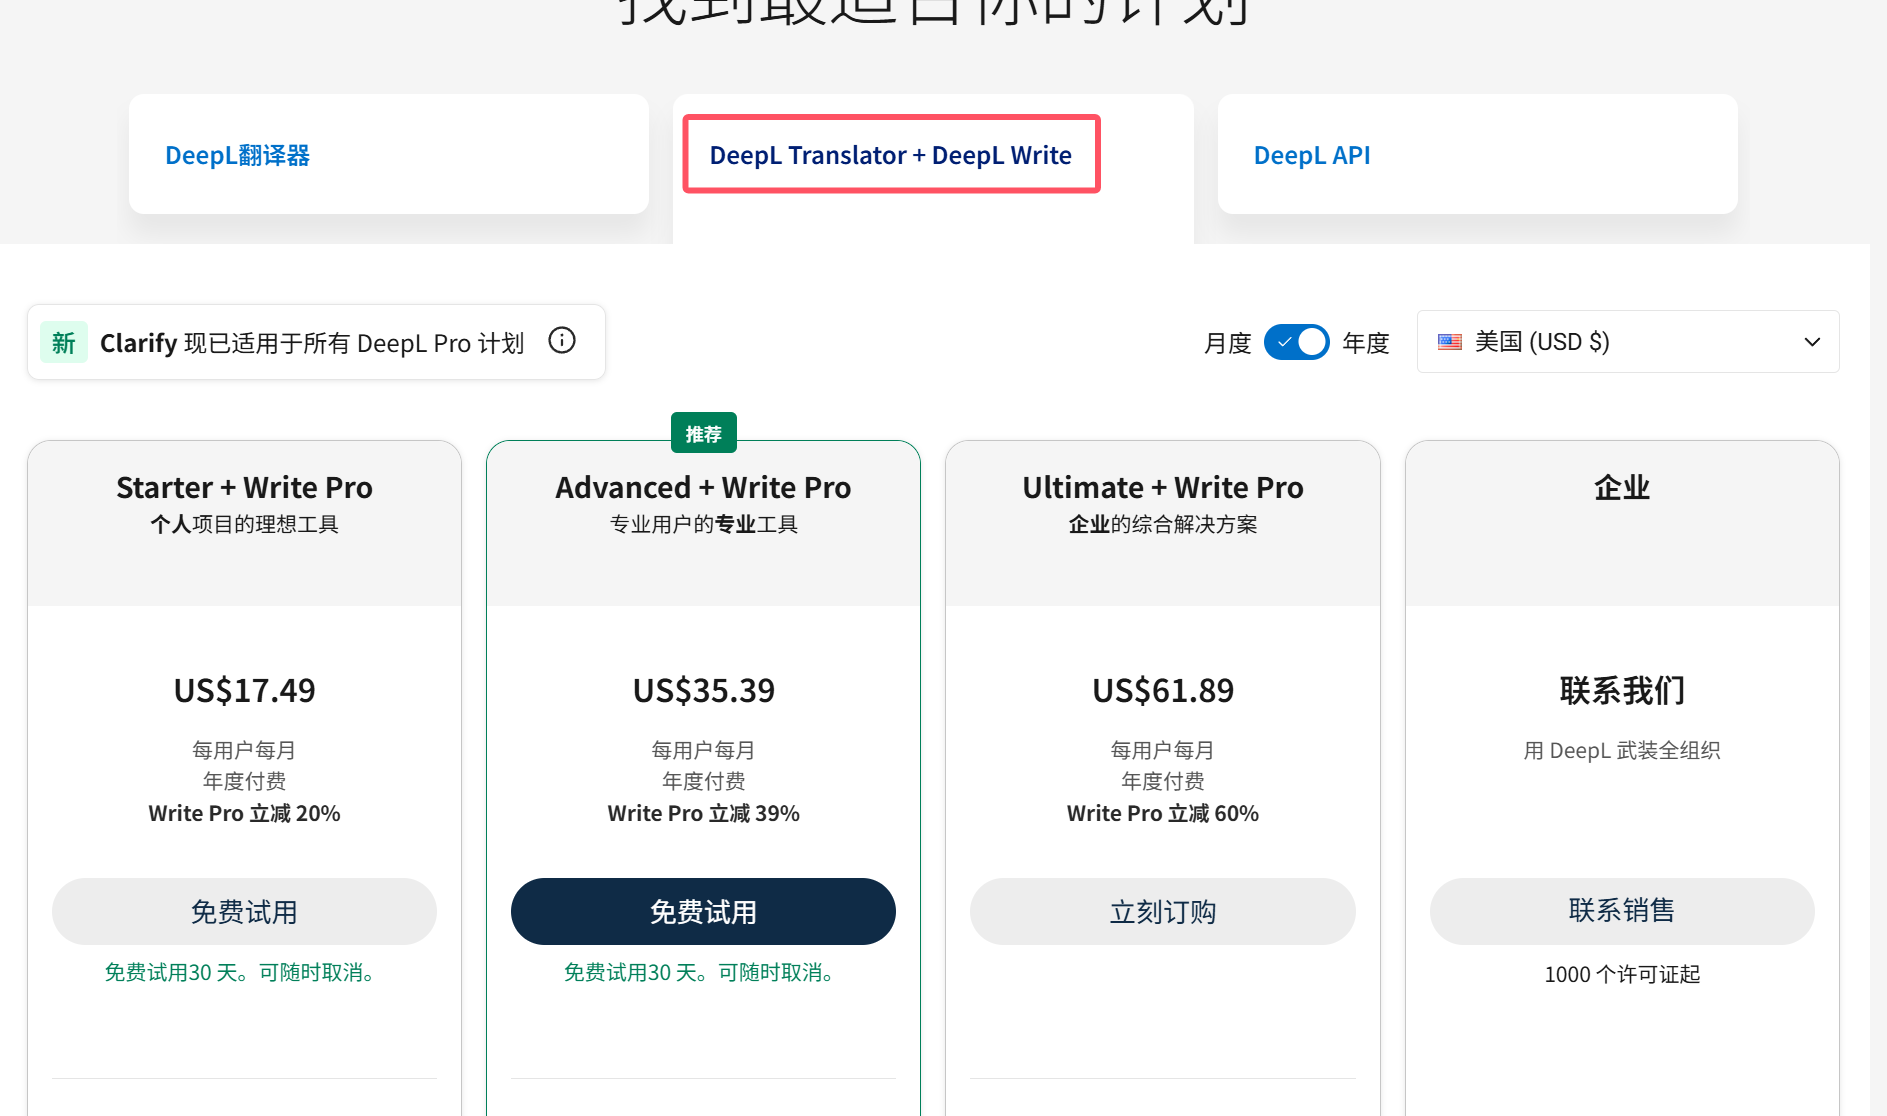 找到最适合你的计划
DeepL翻译器
DeepL Translator + DeepL Write
DeepL API
新 Clarify 现已适用于所有 DeepL Pro 计划
月度 年度
美国 (USD $)
推荐
Starter + Write Pro
个人项目的理想工具
US$17.49
每用户每月
年度付费
Write Pro 立减 20%
免费试用
免费试用30 天。可随时取消。
Advanced + Write Pro
专业用户的专业工具
US$35.39
每用户每月
年度付费
Write Pro 立减 39%
免费试用
免费试用30 天。可随时取消。
Ultimate + Write Pro
企业的综合解决方案
US$61.89
每用户每月
年度付费
Write Pro 立减 60%
立刻订购
企业
联系我们
用 DeepL 武装全组织
联系销售
1000 个许可证起